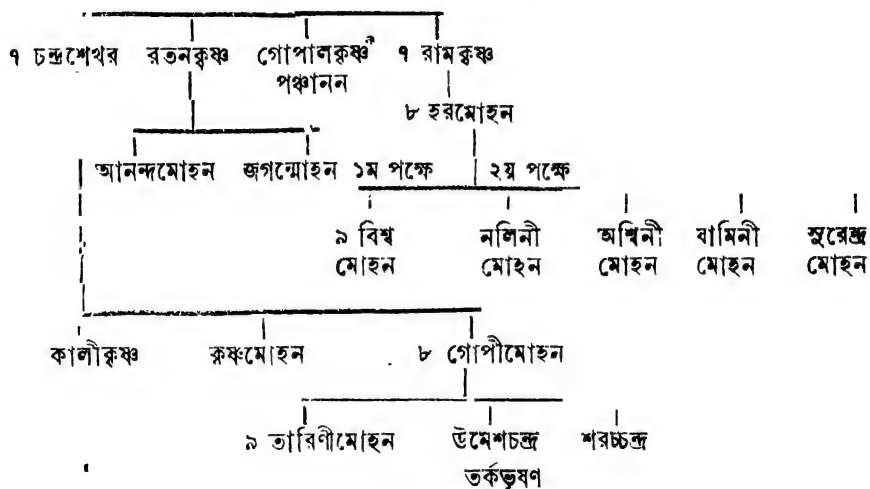 ৭ চন্দ্রশেখর রতনকৃষ্ণ গোপালকৃষ্ণ ৭ রামকৃষ্ণ
পঞ্চানন
৮ হরমোহন
আনন্দমোহন জগন্মোহন ১ম পক্ষে ২য় পক্ষে
৯ বিশ্ব নলিনী অশ্বিনী যামিনী সুরেন্দ্র
মোহন মোহন মোহন মোহন মোহন
কালীকৃষ্ণ কৃষ্ণমোহন ৮ গোপীমোহন
৯ তারিণীমোহন উমেশচন্দ্র শরচ্চন্দ্র
তর্কভূষণ